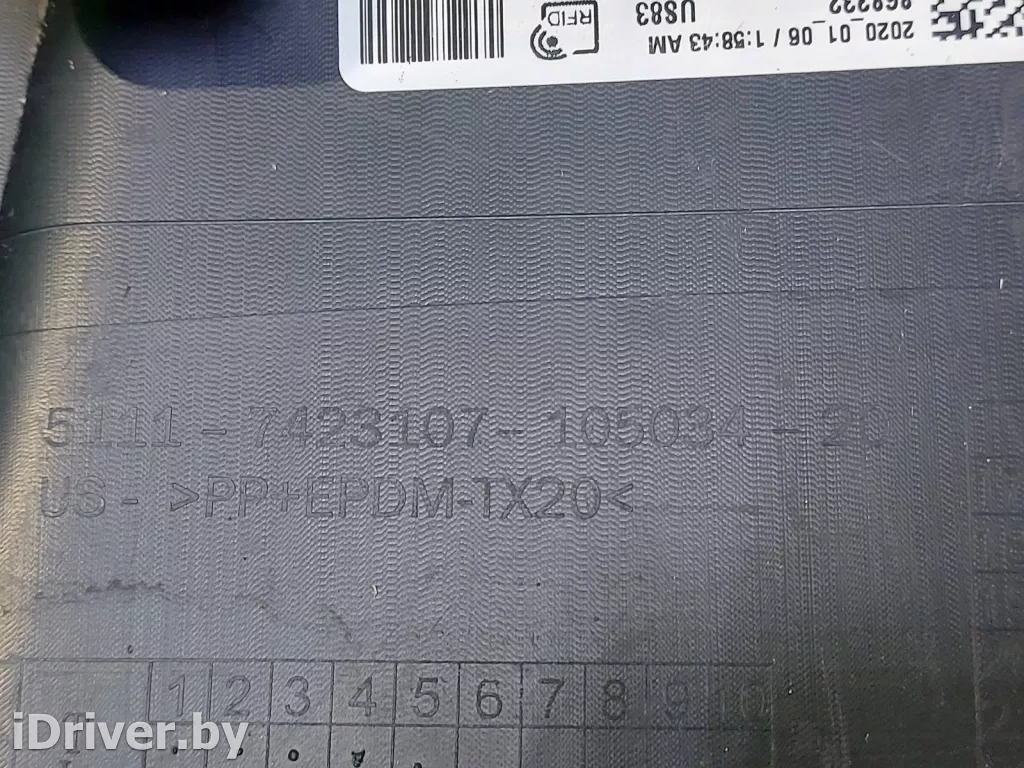 US83
RFID
2020_01_06 / 1:58:43 AM
5111 - 7423107 - 105034 - 20
US - >PP+EPDM-TX20<
1 2 3 4 5 6 7 8 9 10
iDriver.by